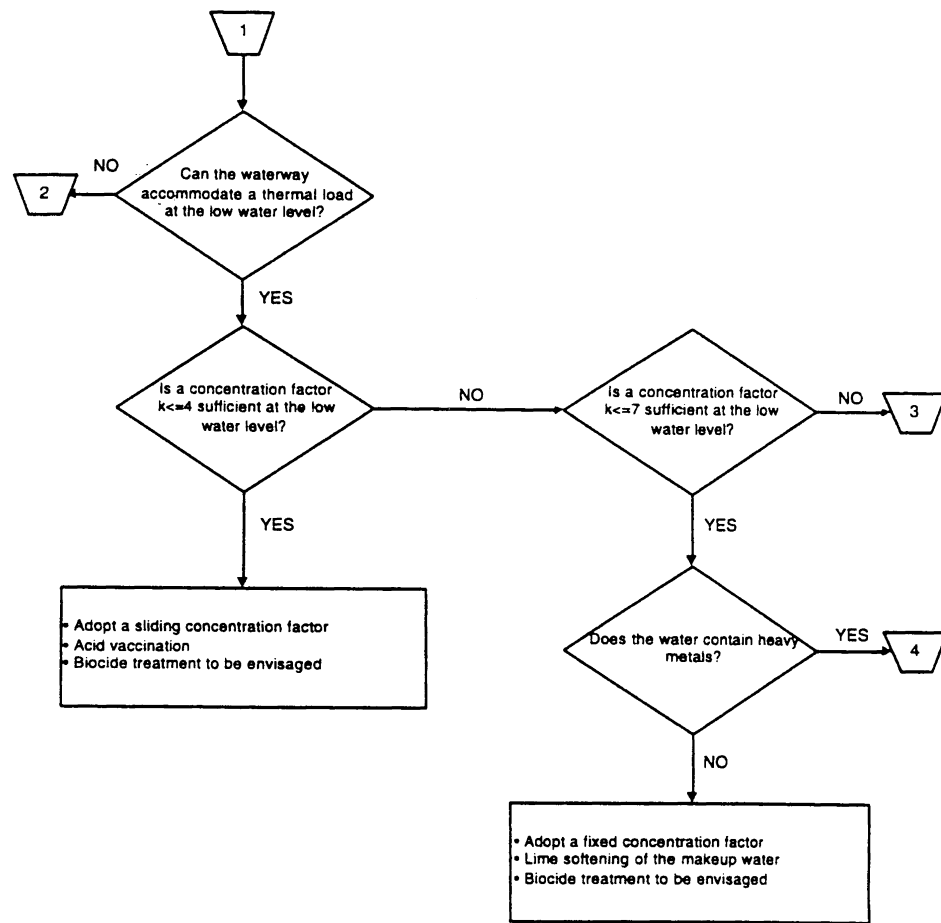 1
NO
2
Can the waterway
accommodate a thermal load
at the low water level?
YES
Is a concentration factor
k<=4 sufficient at the low
water level?
NO
Is a concentration factor
k<=7 sufficient at the low
water level?
NO
3
YES
YES
• Adopt a sliding concentration factor
• Acid vaccination
• Biocide treatment to be envisaged
Does the water contain heavy
metals?
YES
4
NO
• Adopt a fixed concentration factor
• Lime softening of the makeup water
• Biocide treatment to be envisaged